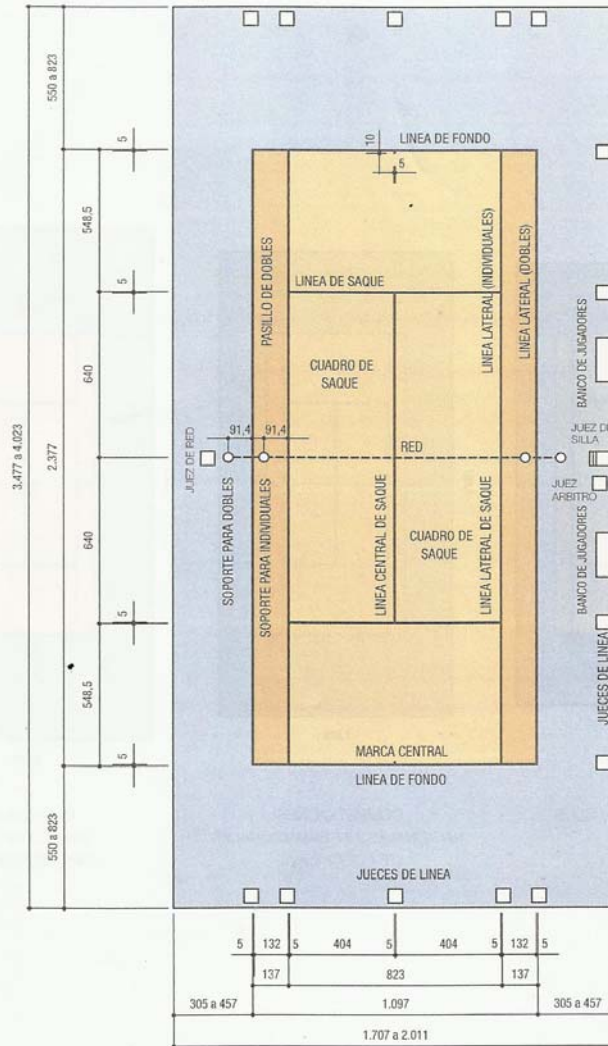 550 a 823
3.477 a 4.023
2.377
548,5
640
640
548,5
550 a 823
5
5
5
5
10
5
LINEA DE FONDO
PASILLO DE DOBLES
LINEA DE SAQUE
LINEA LATERAL (INDIVIDUALES)
LINEA LATERAL (DOBLES)
CUADRO DE
SAQUE
91,4
91,4
RED
JUEZ DE RED
SOPORTE PARA DOBLES
SOPORTE PARA INDIVIDUALES
LINEA CENTRAL DE SAQUE
CUADRO DE
SAQUE
LINEA LATERAL DE SAQUE
BANCO DE JUGADORES
SILLA
JUEZ
ARBITRO
BANCO DE JUGADORES
JUECES DE LINEA
MARCA CENTRAL
LINEA DE FONDO
JUECES DE LINEA
5 132 5 404 5 404 5 132 5
137 823 137
305 a 457 1.097 305 a 457
1.707 a 2.011